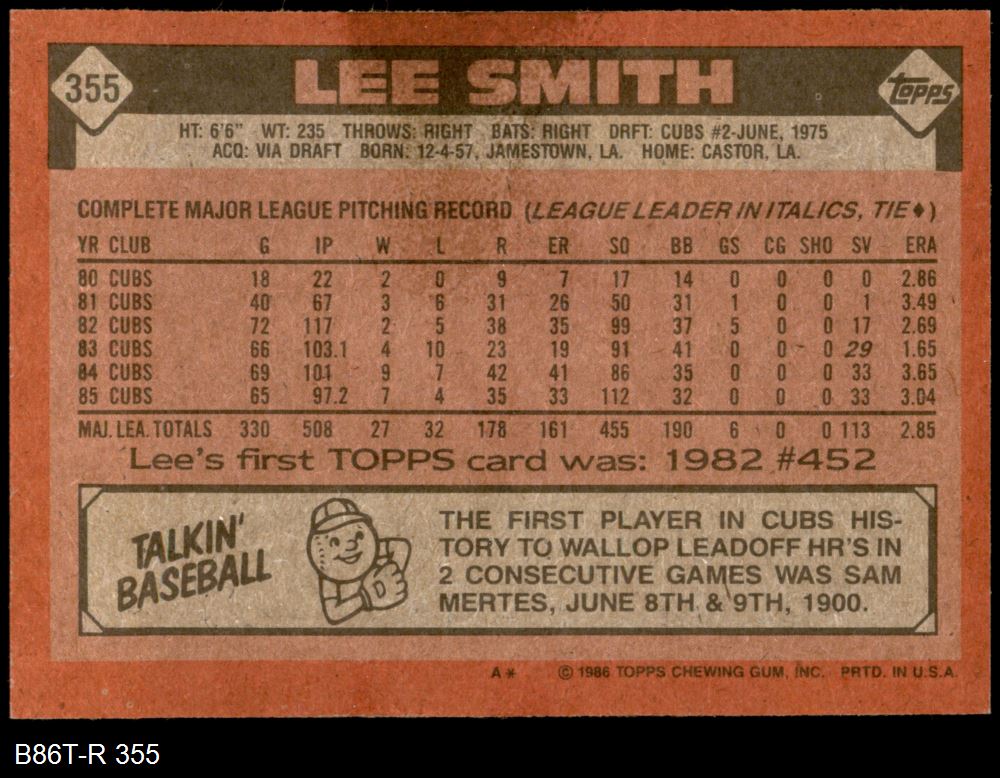 355 LEE SMITH topps
HT: 6'6" WT: 235 THROWS: RIGHT BATS: RIGHT DRFT: CUBS #2-JUNE, 1975
ACQ: VIA DRAFT BORN: 12-4-57, JAMESTOWN, LA. HOME: CASTOR, LA.
COMPLETE MAJOR LEAGUE PITCHING RECORD (LEAGUE LEADER IN ITALICS, TIE♦)
YR CLUB G IP W L R ER SO BB GS CG SHO SV ERA
80 CUBS 18 22 2 0 9 7 17 14 0 0 0 0 2.86
81 CUBS 40 67 3 6 31 26 50 31 1 0 0 1 3.49
82 CUBS 72 117 2 5 38 35 99 37 5 0 0 17 2.69
83 CUBS 66 103.1 4 10 23 19 91 41 0 0 0 29 1.65
84 CUBS 69 101 9 7 42 41 86 35 0 0 0 33 3.65
85 CUBS 65 97.2 7 4 35 33 112 32 0 0 0 33 3.04
MAJ. LEA. TOTALS 330 508 27 32 178 161 455 190 6 0 0 113 2.85
Lee's first TOPPS card was: 1982 #452
TALKIN'
BASEBALL
THE FIRST PLAYER IN CUBS HIS-
TORY TO WALLOP LEADOFF HR'S IN
2 CONSECUTIVE GAMES WAS SAM
MERTES, JUNE 8TH & 9TH, 1900.
A* © 1986 TOPPS CHEWING GUM, INC. PRTD. IN U.S.A.
B86T-R 355